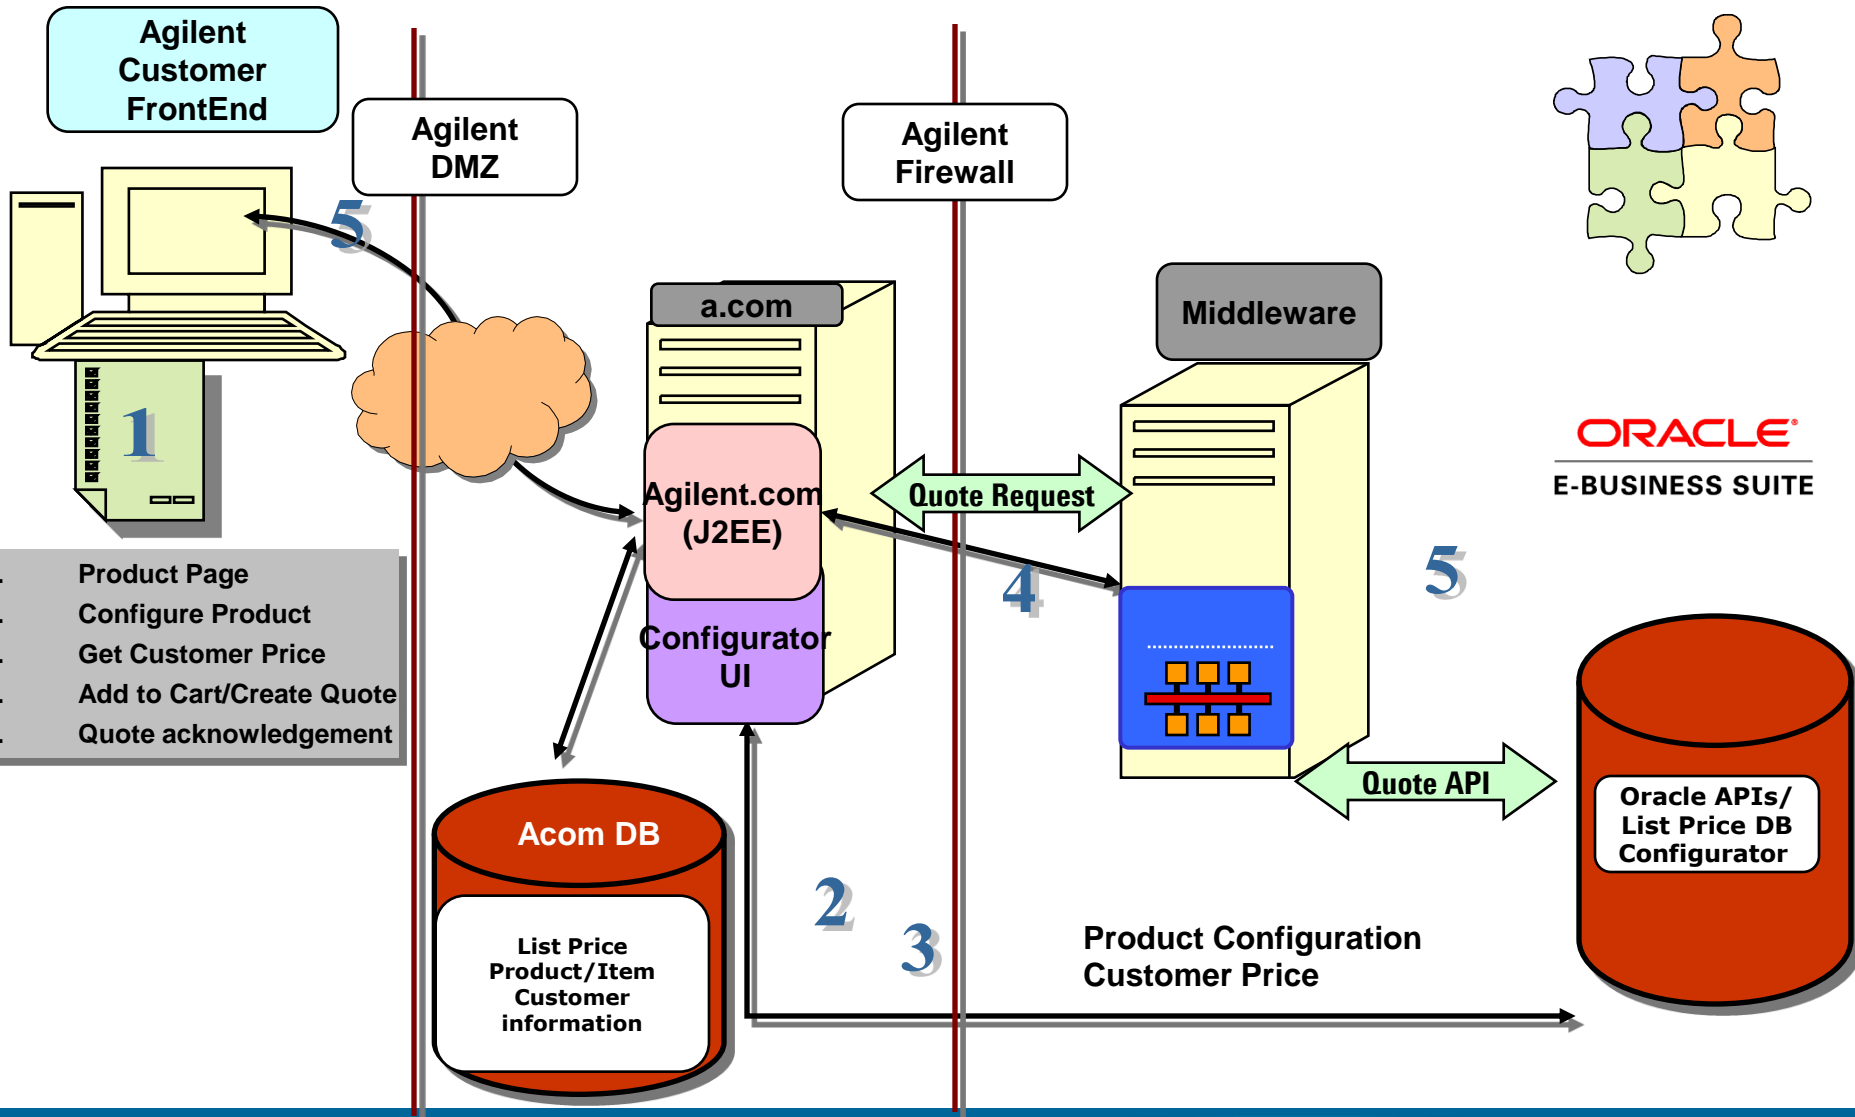 Agilent
Customer
FrontEnd
Agilent
DMZ
Agilent
Firewall
5
a.com
Middleware
1
ORACLE®
E-BUSINESS SUITE
Agilent.com
(J2EE)
Quote Request
4
5
. Product Page
. Configure Product
. Get Customer Price
. Add to Cart/Create Quote
. Quote acknowledgement
Configurator
UI
Quote API
Oracle APIs/
List Price DB
Configurator
Acom DB
List Price
Product/Item
Customer
information
2
3
Product Configuration
Customer Price